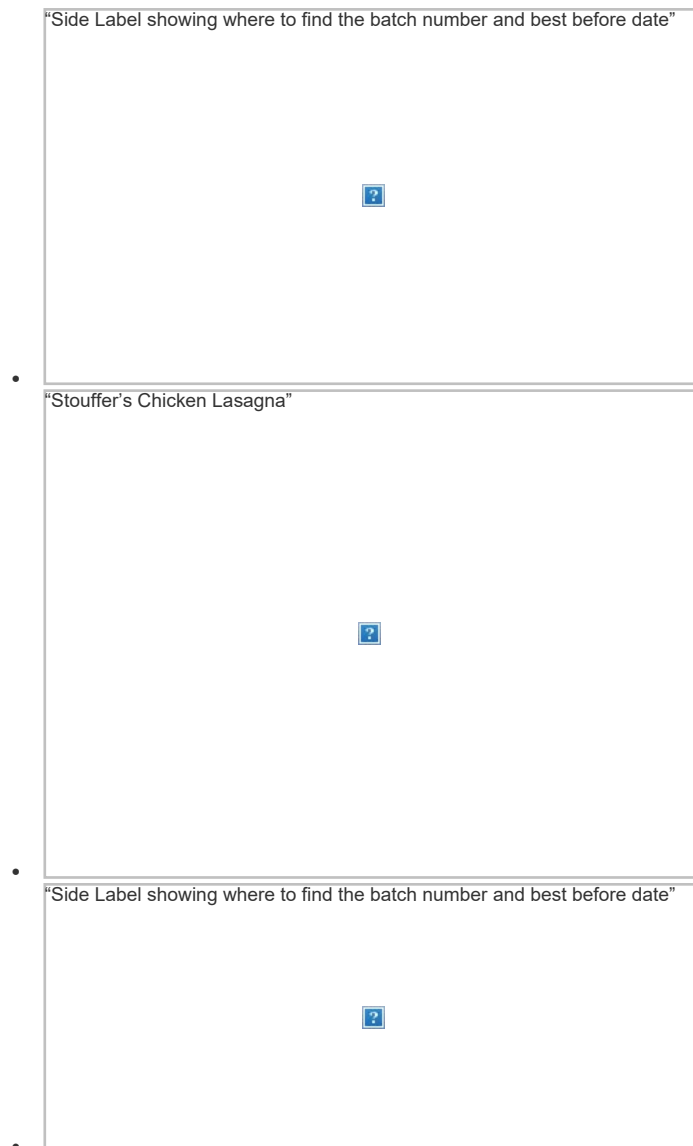 “Side Label showing where to find the batch number and best before date”
“Stouffer’s Chicken Lasagna”
“Side Label showing where to find the batch number and best before date”